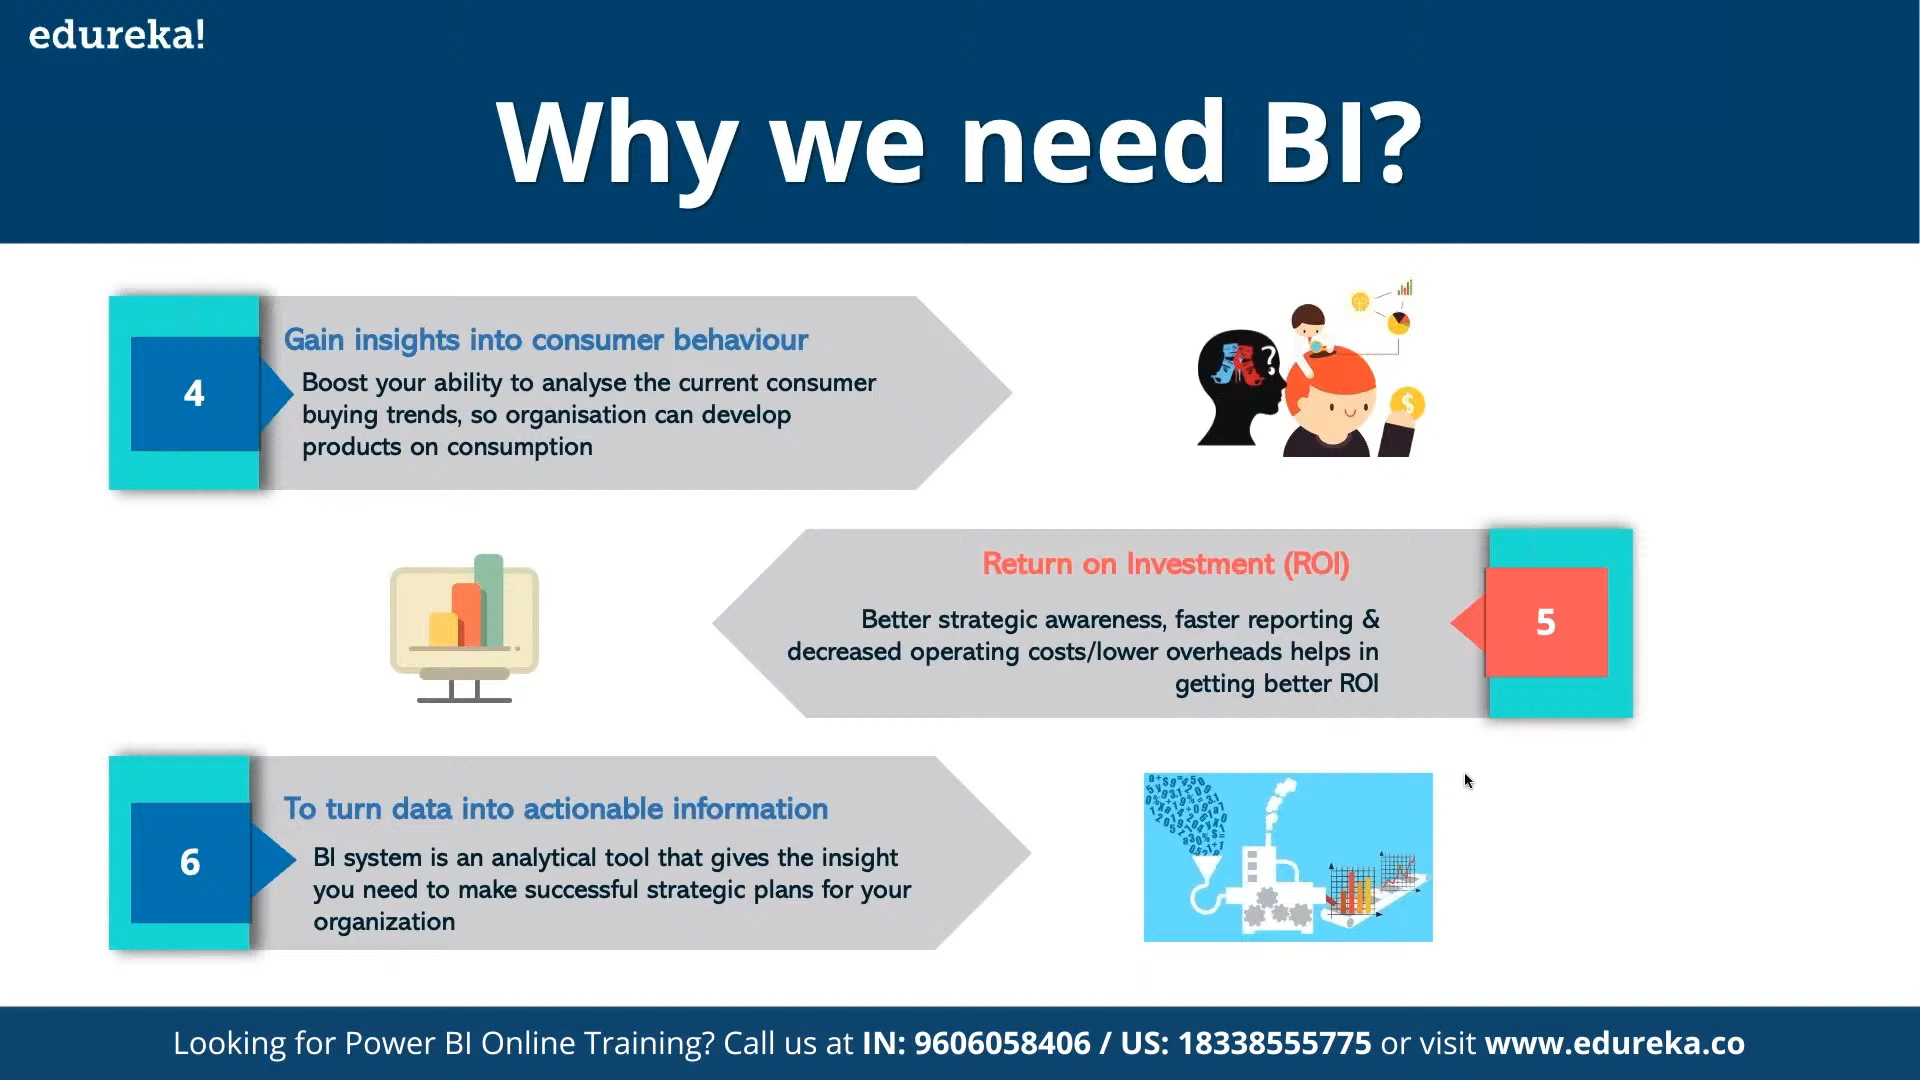 edureka!
Why we need BI?
4
Gain insights into consumer behaviour
Boost your ability to analyse the current consumer
buying trends, so organisation can develop
products on consumption
Return on Investment (ROI)
Better strategic awareness, faster reporting &
decreased operating costs/lower overheads helps in
getting better ROI
5
6
To turn data into actionable information
BI system is an analytical tool that gives the insight
you need to make successful strategic plans for your
organization
Looking for Power BI Online Training? Call us at IN: 9606058406 / US: 18338555775 or visit www.edureka.co